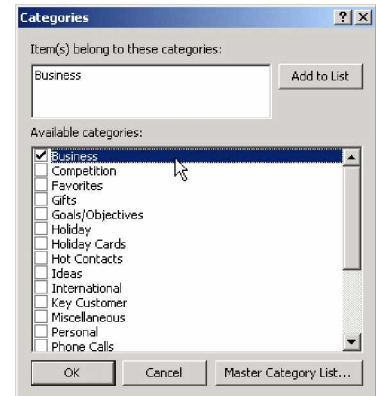 Categories
Item(s) belong to these categories:
Business
Add to List
Available categories:
Business
Competition
Favorites
Gifts
Goals/Objectives
Holiday
Holiday Cards
Hot Contacts
Ideas
International
Key Customer
Miscellaneous
Personal
Phone Calls
OK
Cancel
Master Category List...